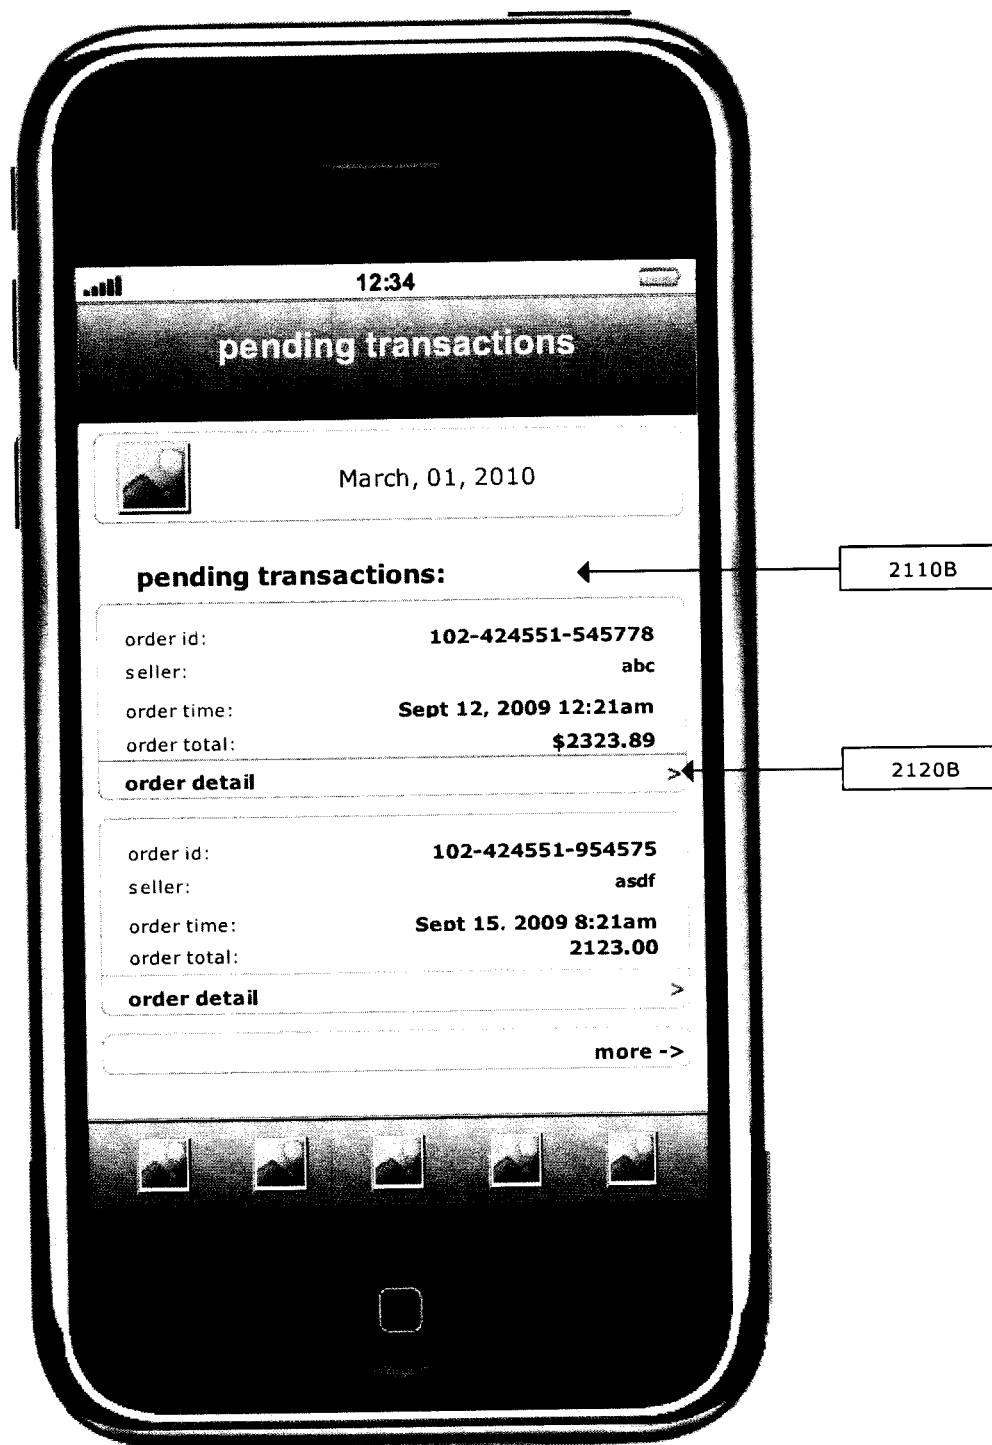 12:34
pending transactions
March, 01, 2010
pending transactions:
2110B
order id: 102-424551-545778
seller: abc
order time: Sept 12, 2009 12:21am
order total: $2323.89
order detail >
2120B
order id: 102-424551-954575
seller: asdf
order time: Sept 15, 2009 8:21am
order total: 2123.00
order detail >
more ->